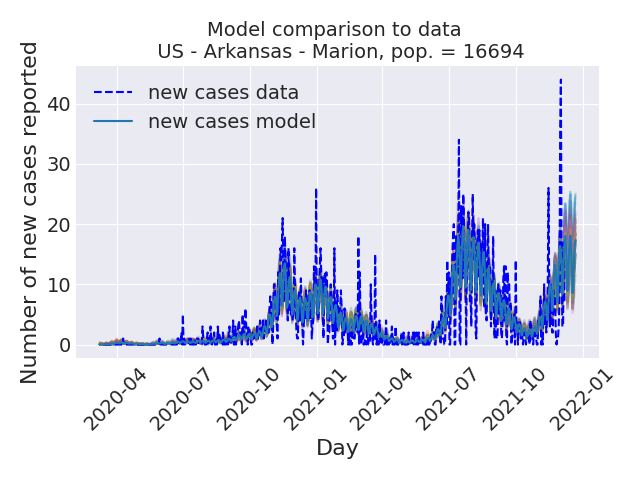 Model comparison to data
US - Arkansas - Marion, pop. = 16694
Number of new cases reported
new cases data
new cases model
40
30
20
10
0
2020-04
2020-07
2020-10
2021-01
2021-04
2021-07
2021-10
2022-01
Day